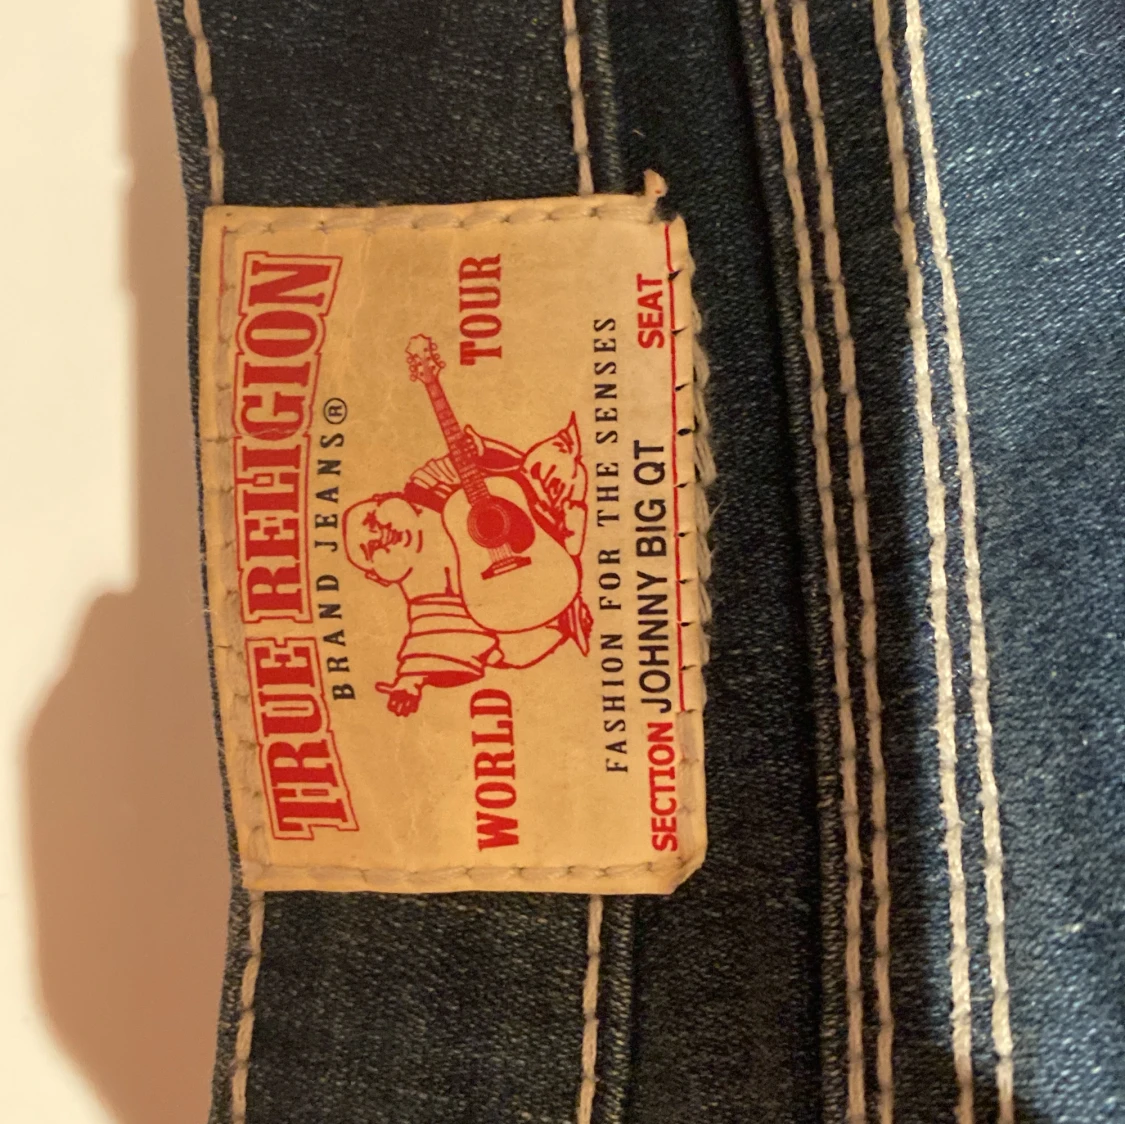 TRUE RELIGION
BRAND JEANS®
WORLD TOUR
FASHION FOR THE SENSES
SECTION JOHNNY BIG QT SEAT